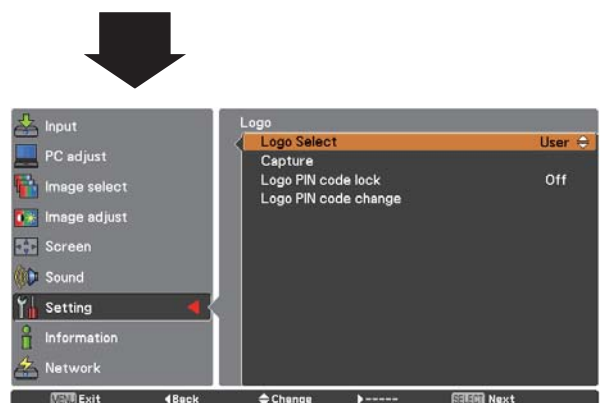 Input
PC adjust
Image select
Image adjust
Screen
Sound
Setting
Information
Network
Logo
Logo Select User
Capture
Logo PIN code lock Off
Logo PIN code change
MENU Exit Back Change ----- SELECT Next